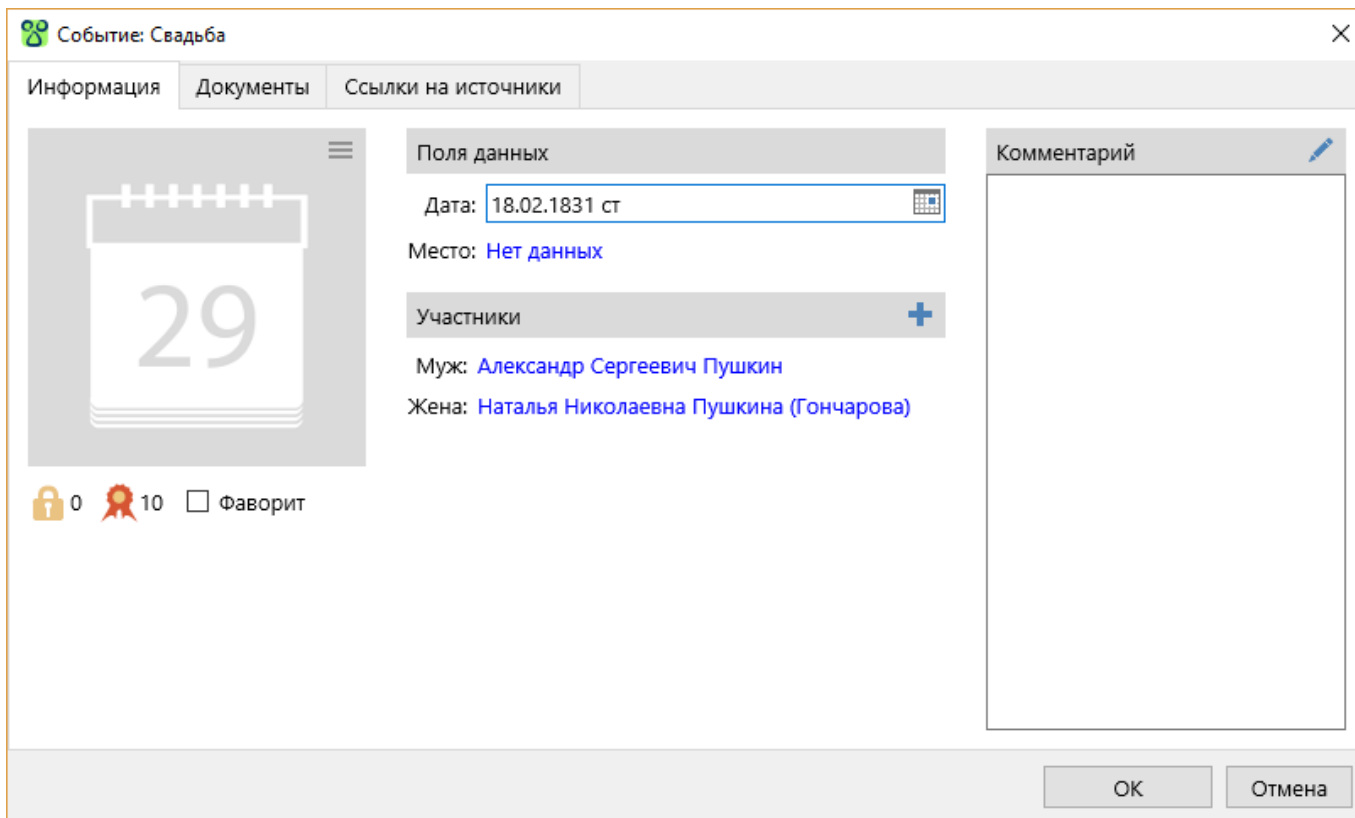 Событие: Свадьба
Информация Документы Ссылки на источники
29
0 10 Фаворит
Поля данных
Дата: 18.02.1831 ст
Место: Нет данных
Участники
Муж: Александр Сергеевич Пушкин
Жена: Наталья Николаевна Пушкина (Гончарова)
Комментарий
ОК Отмена